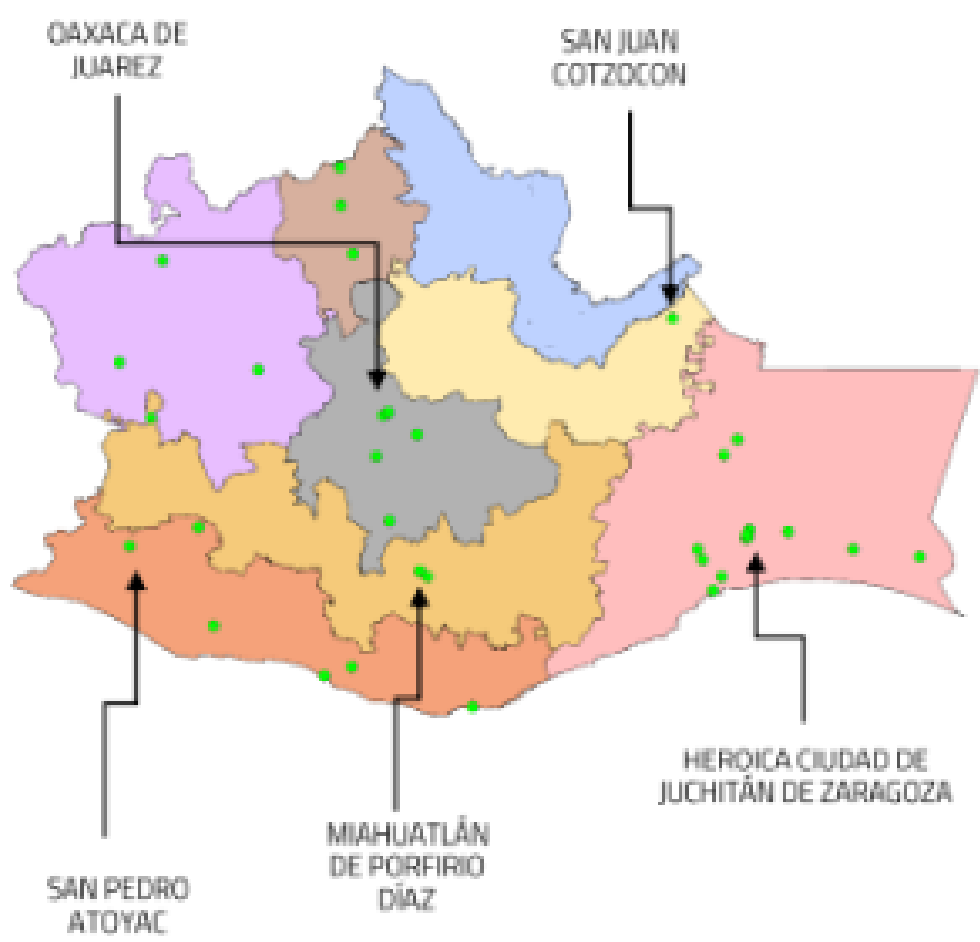 OAXACA DE
JUAREZ
SAN JUAN
COTZOCON
HEROICA CIUDAD DE
JUCHITÁN DE ZARAGOZA
MIAHUATLÁN
DE PORFIRIO
DÍAZ
SAN PEDRO
ATOYAC